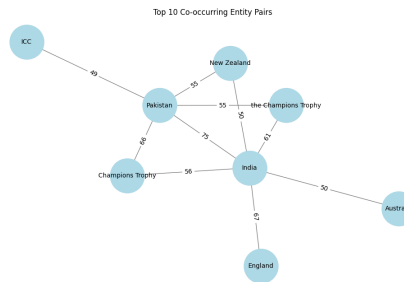 Top 10 Co-occurring Entity Pairs
ICC
49
New Zealand
55
Pakistan
55
the Champions Trophy
50
75
61
66
Champions Trophy
56
India
50
Austra
67
England